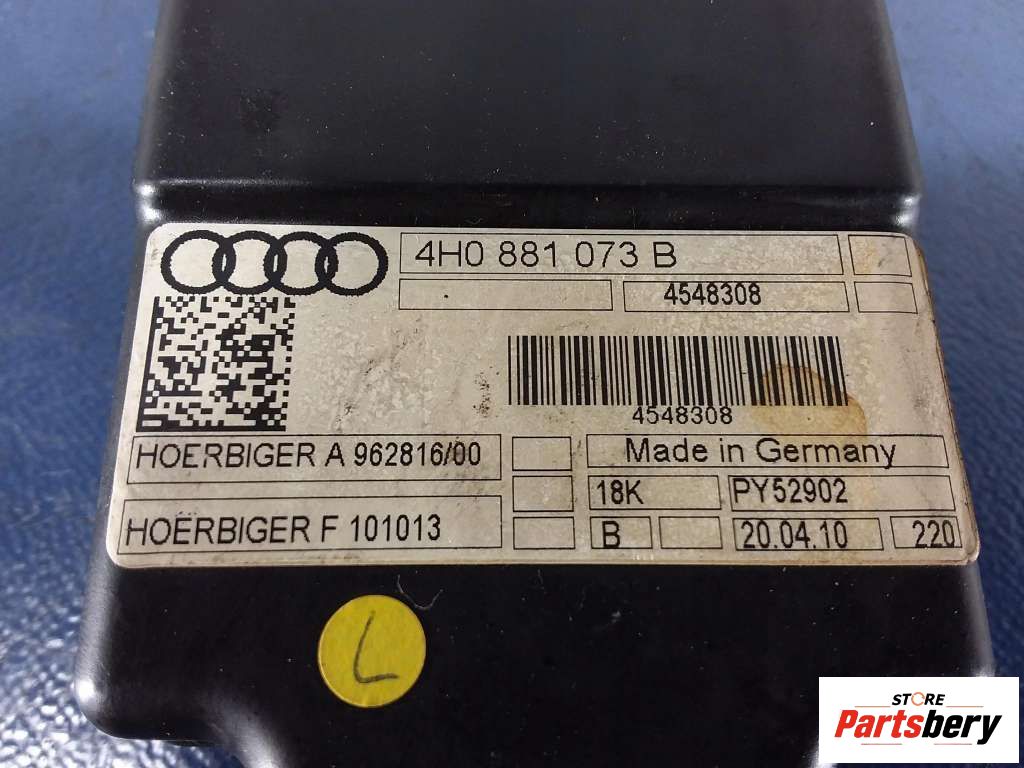 4H0 881 073 B
4548308
4548308
HOERBIGER A 962816/00
Made in Germany
18K PY52902
HOERBIGER F 101013
B 20.04.10 220
L
STORE
Partsbery